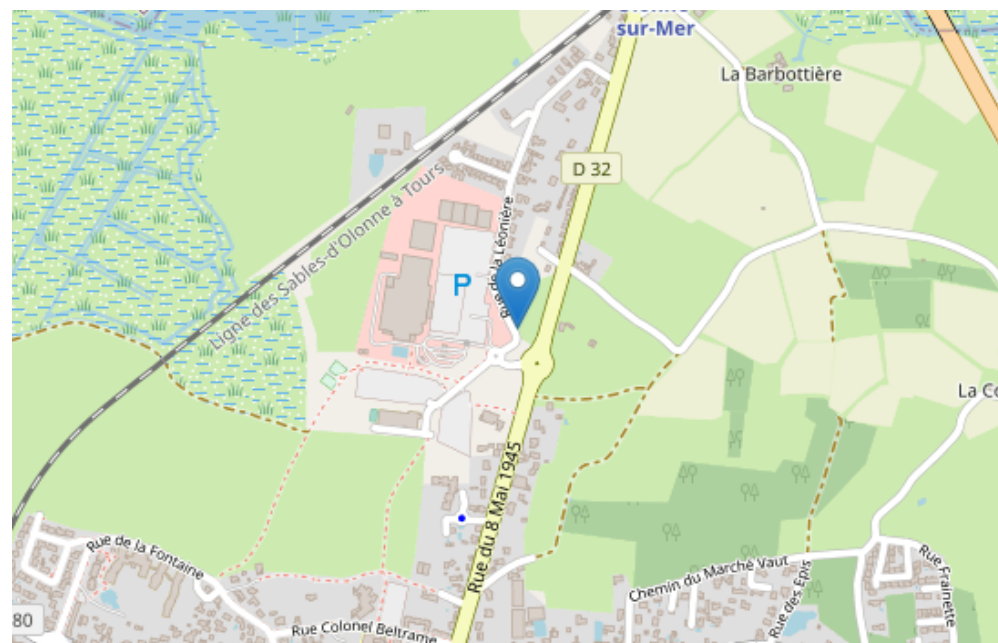 sur-Mer
La Barbottière
D 32
Ligne des Sables-d'Olonne à Tours
Rue de la Léonière
P
La Co
Rue du 8 Mai 1945
Rue de la Fontaine
Chemin du Marché Vaut
Rue des Epis
Rue Frainette
80
Rue Colonel Beltrame